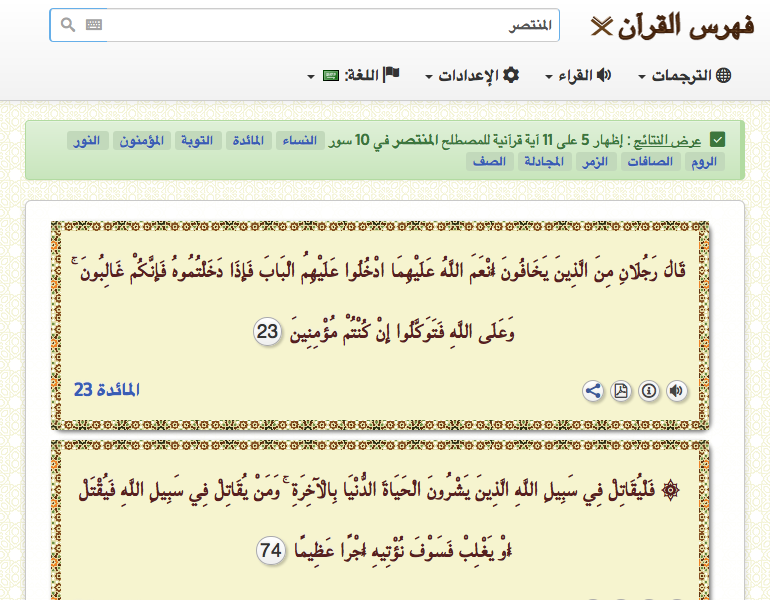 فهرس القرآن
المنتصر
الترجمات
القراء
الإعدادات
اللغة:
عرض النتائج : إظهار 5 على 11 آية قرآنية للمصطلح المنتصر في 10 سور النساء المائدة التوبة المؤمنون النور
الروم الصافات الزمر المجادلة الصف
قَالَ رَجُلَانِ مِنَ الَّذِينَ يَخَافُونَ أَنْعَمَ اللَّهُ عَلَيْهِمَا ادْخُلُوا عَلَيْهِمُ الْبَابَ فَإِذَا دَخَلْتُمُوهُ فَإِنَّكُمْ غَالِبُونَ ۚ
وَعَلَى اللَّهِ فَتَوَكَّلُوا إِنْ كُنْتُمْ مُؤْمِنِينَ 23
المائدة 23
۞ فَلْيُقَاتِلْ فِي سَبِيلِ اللَّهِ الَّذِينَ يَشْرُونَ الْحَيَاةَ الدُّنْيَا بِالْآخِرَةِ ۚ وَمَنْ يُقَاتِلْ فِي سَبِيلِ اللَّهِ فَيُقْتَلْ
أَوْ يَغْلِبْ فَسَوْفَ نُؤْتِيهِ أَجْرًا عَظِيمًا 74